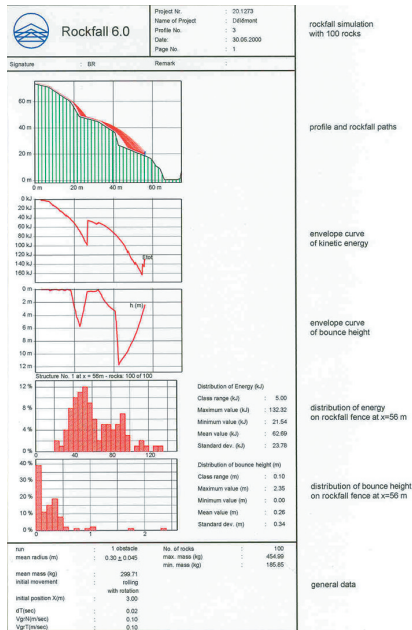 Rockfall 6.0
Project Nr. : 20.1273
Name of Project : Délémont
Profile No. : 3
Date: : 30.05.2000
Page No. : 1
rockfall simulation
with 100 rocks
Signature : BR Remark :
60 m
40 m
20 m
0 m
0 m 20 m 40 m 60 m
profile and rockfall paths
0 kJ
20 kJ
40 kJ
60 kJ
80 kJ
100 kJ
120 kJ
140 kJ
160 kJ
Etot
envelope curve
of kinetic energy
0 m
2 m
4 m
6 m
8 m
10 m
12 m
h (m)
envelope curve
of bounce height
Structure No. 1 at x = 56m - rocks: 100 of 100
12 %
8 %
4 %
0 %
0 40 80 120
Distribution of Energy (kJ)
Class range (kJ) : 5.00
Maximum value (kJ) : 132.32
Minimum value (kJ) : 21.54
Mean value (kJ) : 62.69
Standard dev. (kJ) : 23.78
distribution of energy
on rockfall fence at x=56 m
40 %
30 %
20 %
10 %
0 %
0 1 2
Distribution of bounce height (m)
Class range (m) : 0.10
Maximum value (m) : 2.35
Minimum value (m) : 0.00
Mean value (m) : 0.26
Standard dev. (m) : 0.34
distribution of bounce height
on rockfall fence at x=56 m
run : 1 obstacle No. of rocks : 100
mean radius (m) : 0.30 ± 0.045 max. mass (kg) : 454.99
min. mass (kg) : 185.85
mean mass (kg) : 299.71
initial movement : rolling
with rotation
initial position X(m) : 3.00
dT(sec) : 0.02
VgrN(m/sec) : 0.10
VgrT(m/sec) : 0.10
general data